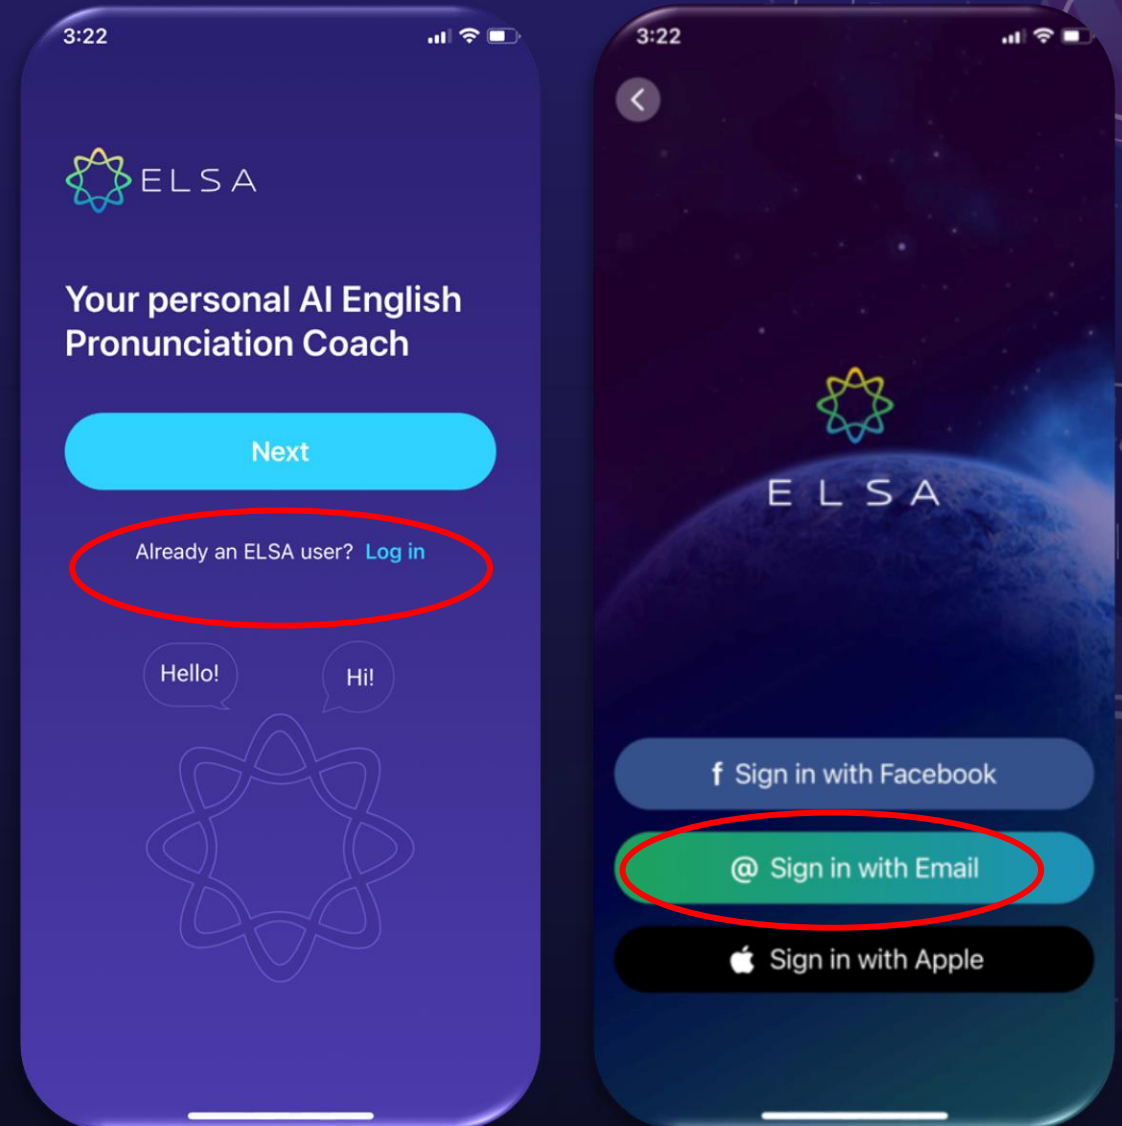 3:22
ELSA
Your personal AI English
Pronunciation Coach
Next
Already an ELSA user? Log in
Hello!
Hi!
3:22
ELSA
f Sign in with Facebook
@ Sign in with Email
Sign in with Apple